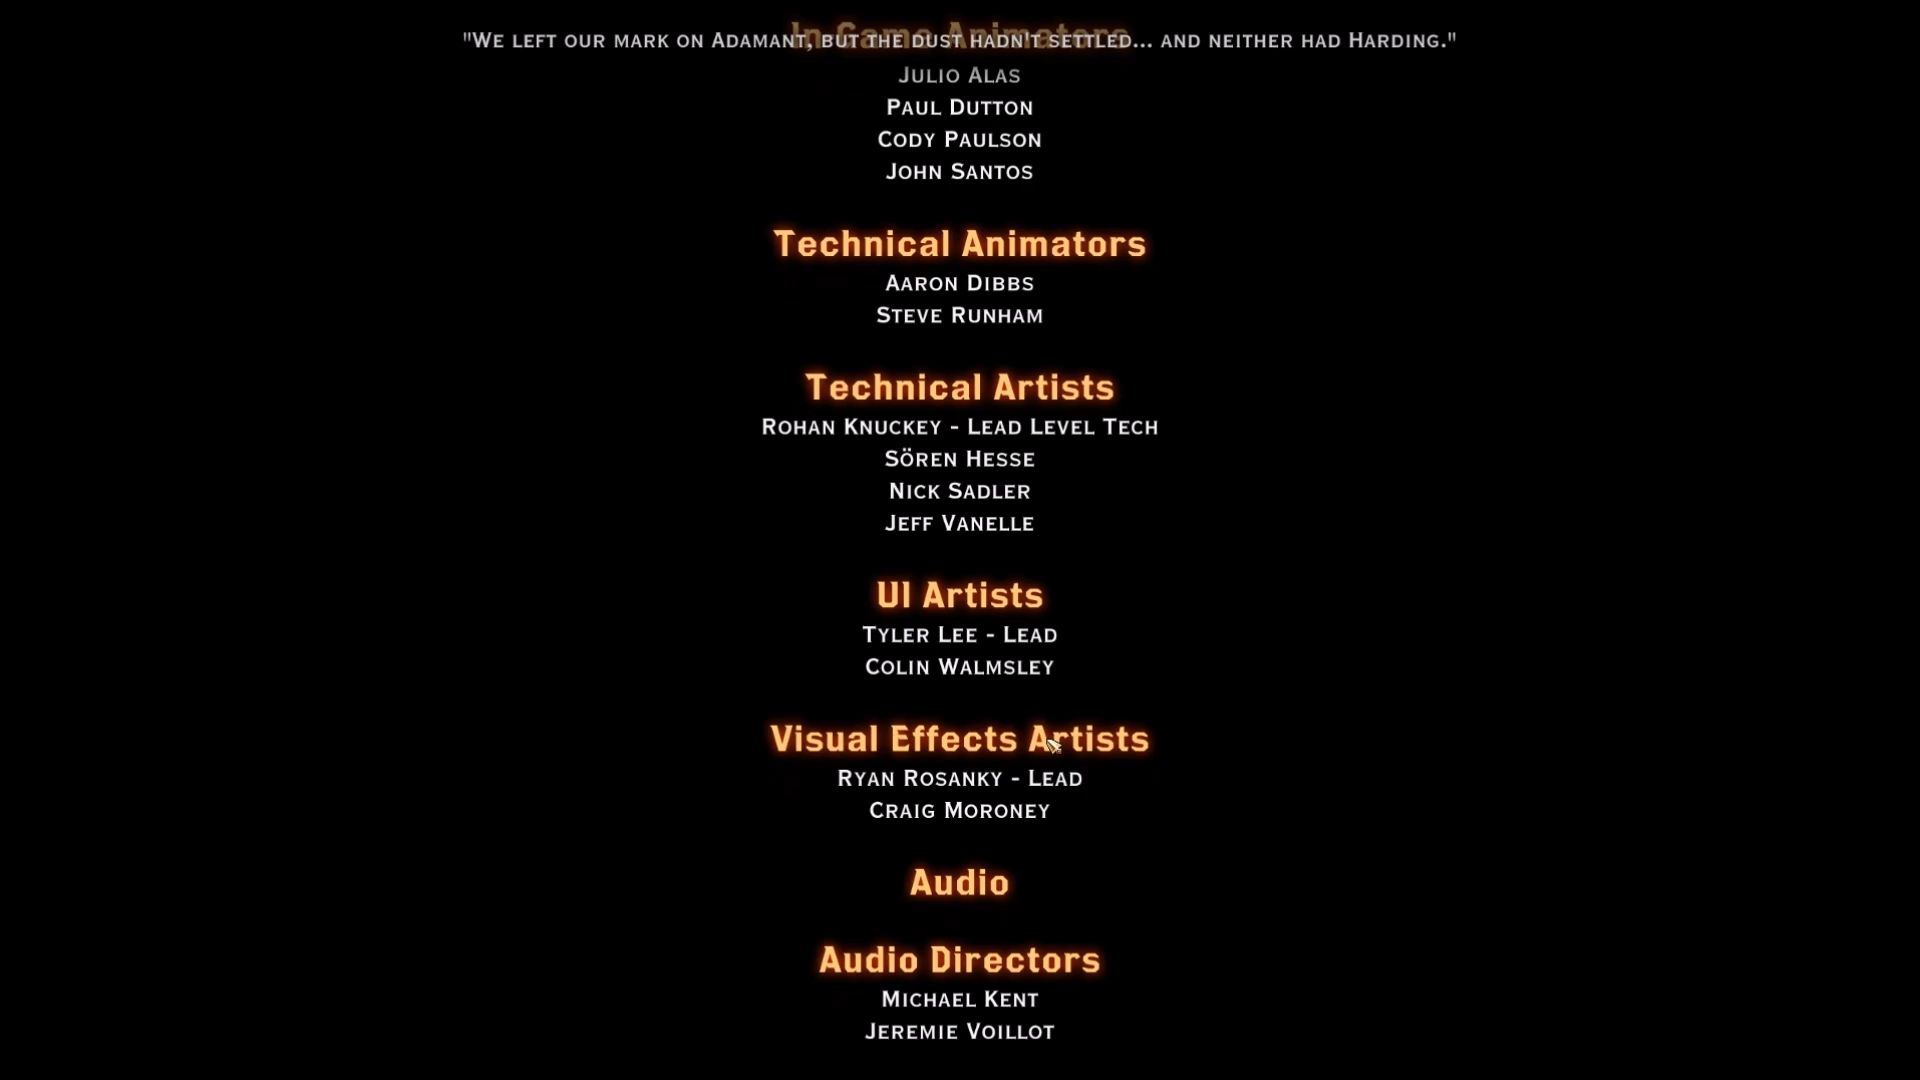 In Game Animators
"We left our mark on Adamant, but the dust hadn't settled... and neither had Harding."
Julio Alas
Paul Dutton
Cody Paulson
John Santos
Technical Animators
Aaron Dibbs
Steve Runham
Technical Artists
Rohan Knuckey - Lead Level Tech
Sören Hesse
Nick Sadler
Jeff Vanelle
UI Artists
Tyler Lee - Lead
Colin Walmsley
Visual Effects Artists
Ryan Rosanky - Lead
Craig Moroney
Audio
Audio Directors
Michael Kent
Jeremie Voillot